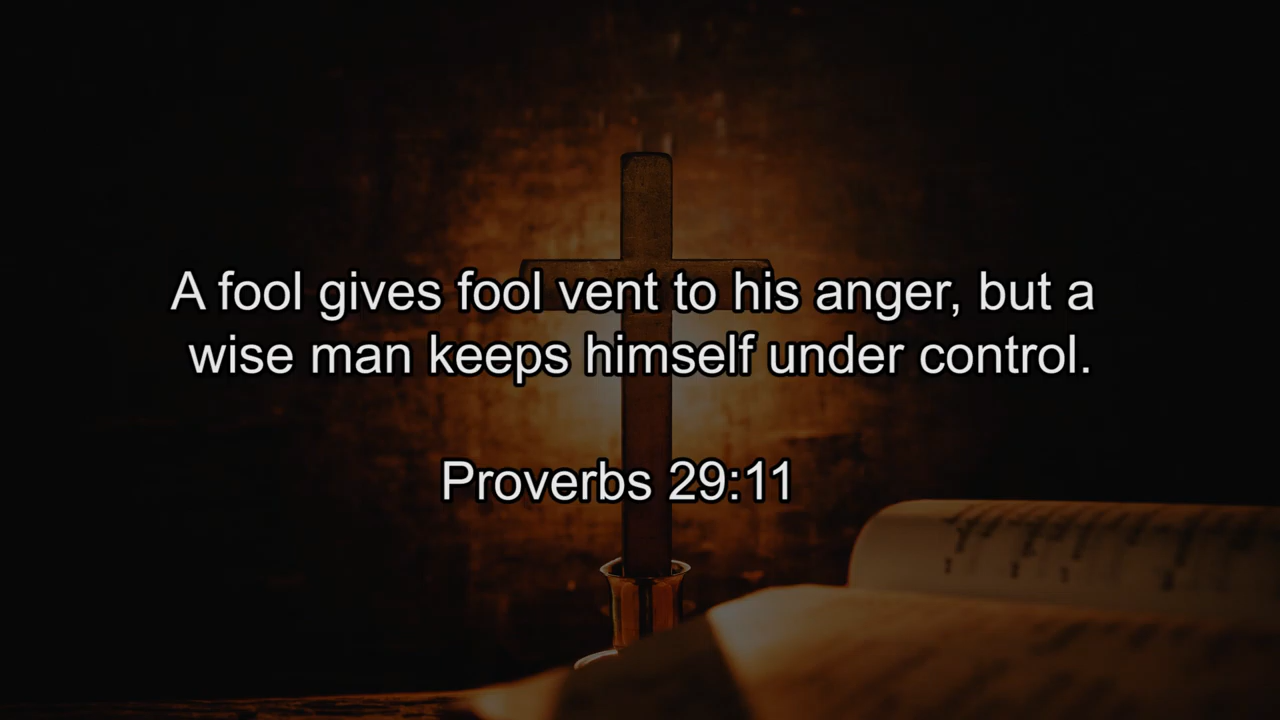 A fool gives fool vent to his anger, but a
wise man keeps himself under control.
Proverbs 29:11